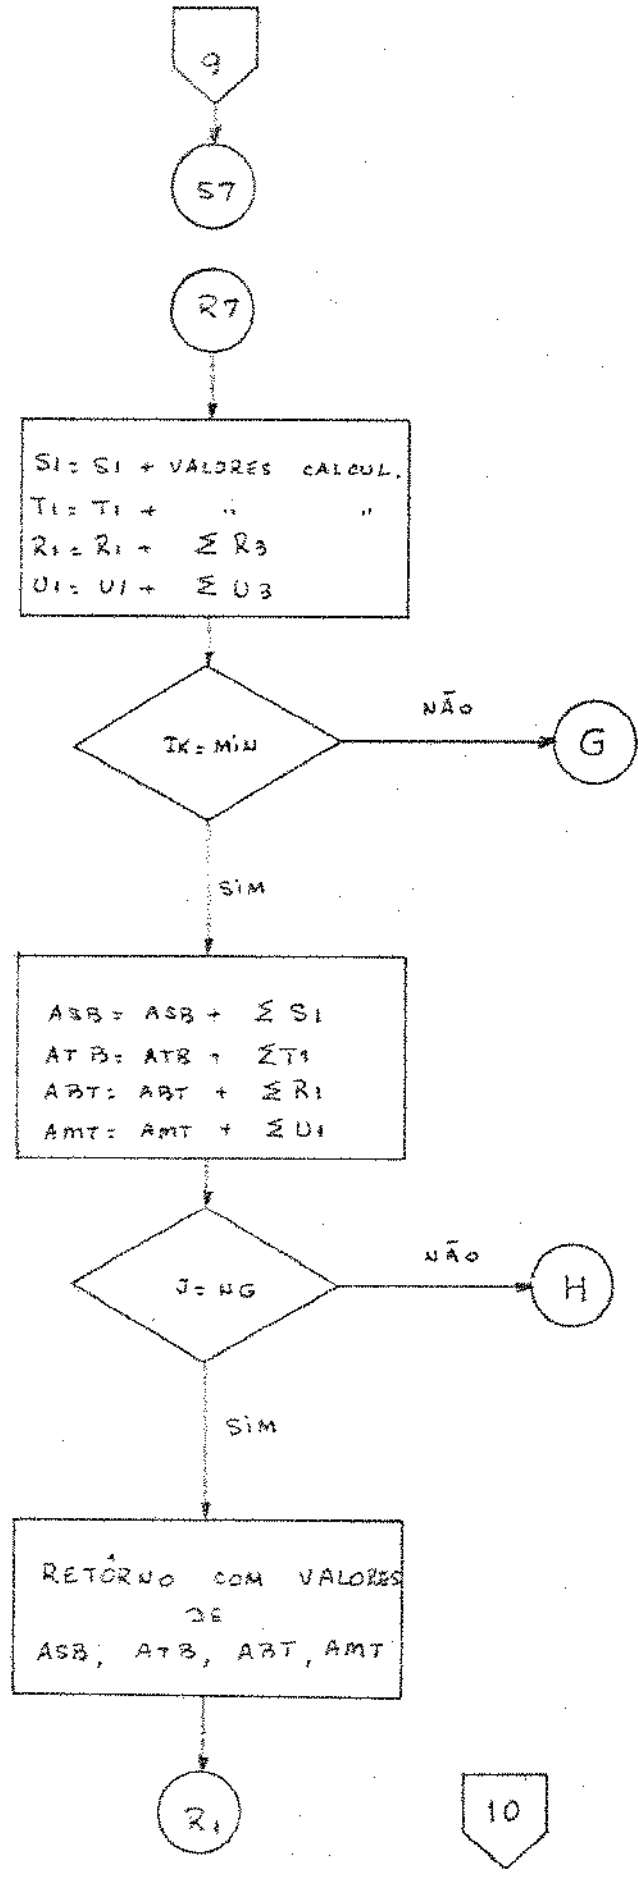 9
S7
R7
S1 = S1 + VALORES CALCUL.
T1 = T1 + " "
R1 = R1 + Σ R3
U1 = U1 + Σ U3
IK = MIN
NÃO
G
SIM
ASB = ASB + Σ S1
ATB = ATB + Σ T1
ABT = ABT + Σ R1
AMT = AMT + Σ U1
J = NG
NÃO
H
SIM
RETÔRNO COM VALORES
DE
ASB, ATB, ABT, AMT
R1
10